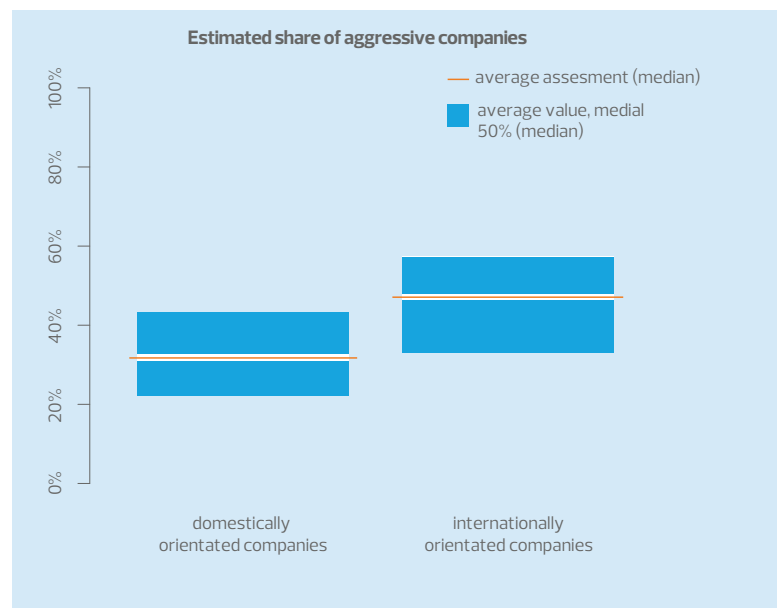 Estimated share of aggressive companies
average assesment (median)
average value, medial
50% (median)
100%
80%
60%
40%
20%
0%
domestically
orientated companies
internationally
orientated companies